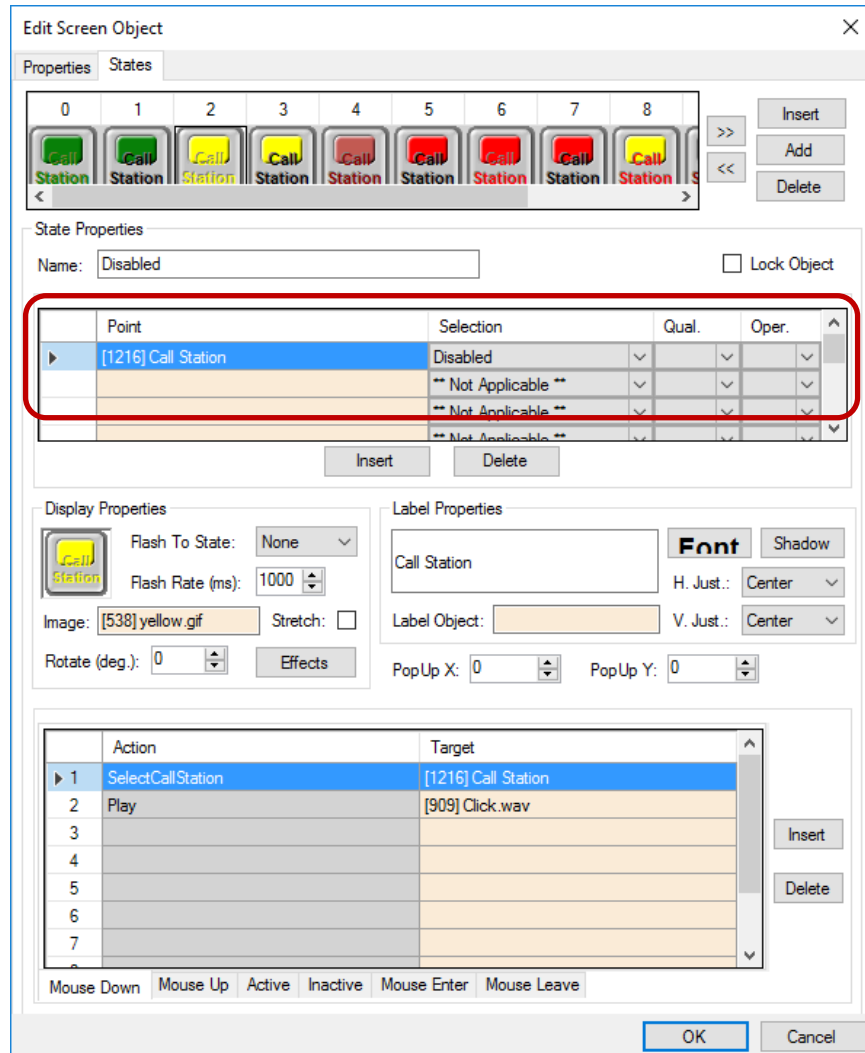 Edit Screen Object
Properties States
0 1 2 3 4 5 6 7 8
Call Station Call Station Call Station Call Station Call Station Call Station Call Station Call Station Call Station S
>>
<<
Insert
Add
Delete
State Properties
Name: Disabled Lock Object
Point Selection Qual. Oper.
[1216] Call Station Disabled
** Not Applicable **
** Not Applicable **
** Not Applicable **
Insert Delete
Display Properties
Call Station
Flash To State: None
Flash Rate (ms): 1000
Image: [538] yellow.gif Stretch:
Rotate (deg.): 0 Effects
Label Properties
Call Station
Font Shadow
H. Just.: Center
Label Object: V. Just.: Center
PopUp X: 0 PopUp Y: 0
Action Target
1 SelectCallStation [1216] Call Station
2 Play [909] Click.wav
3
4
5
6
7
Insert
Delete
Mouse Down Mouse Up Active Inactive Mouse Enter Mouse Leave
OK Cancel